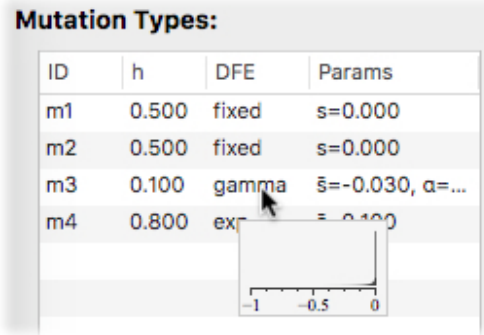 Mutation Types:
ID h DFE Params
m1 0.500 fixed s=0.000
m2 0.500 fixed s=0.000
m3 0.100 gamma s̄=-0.030, α=...
m4 0.800
-1 -0.5 0